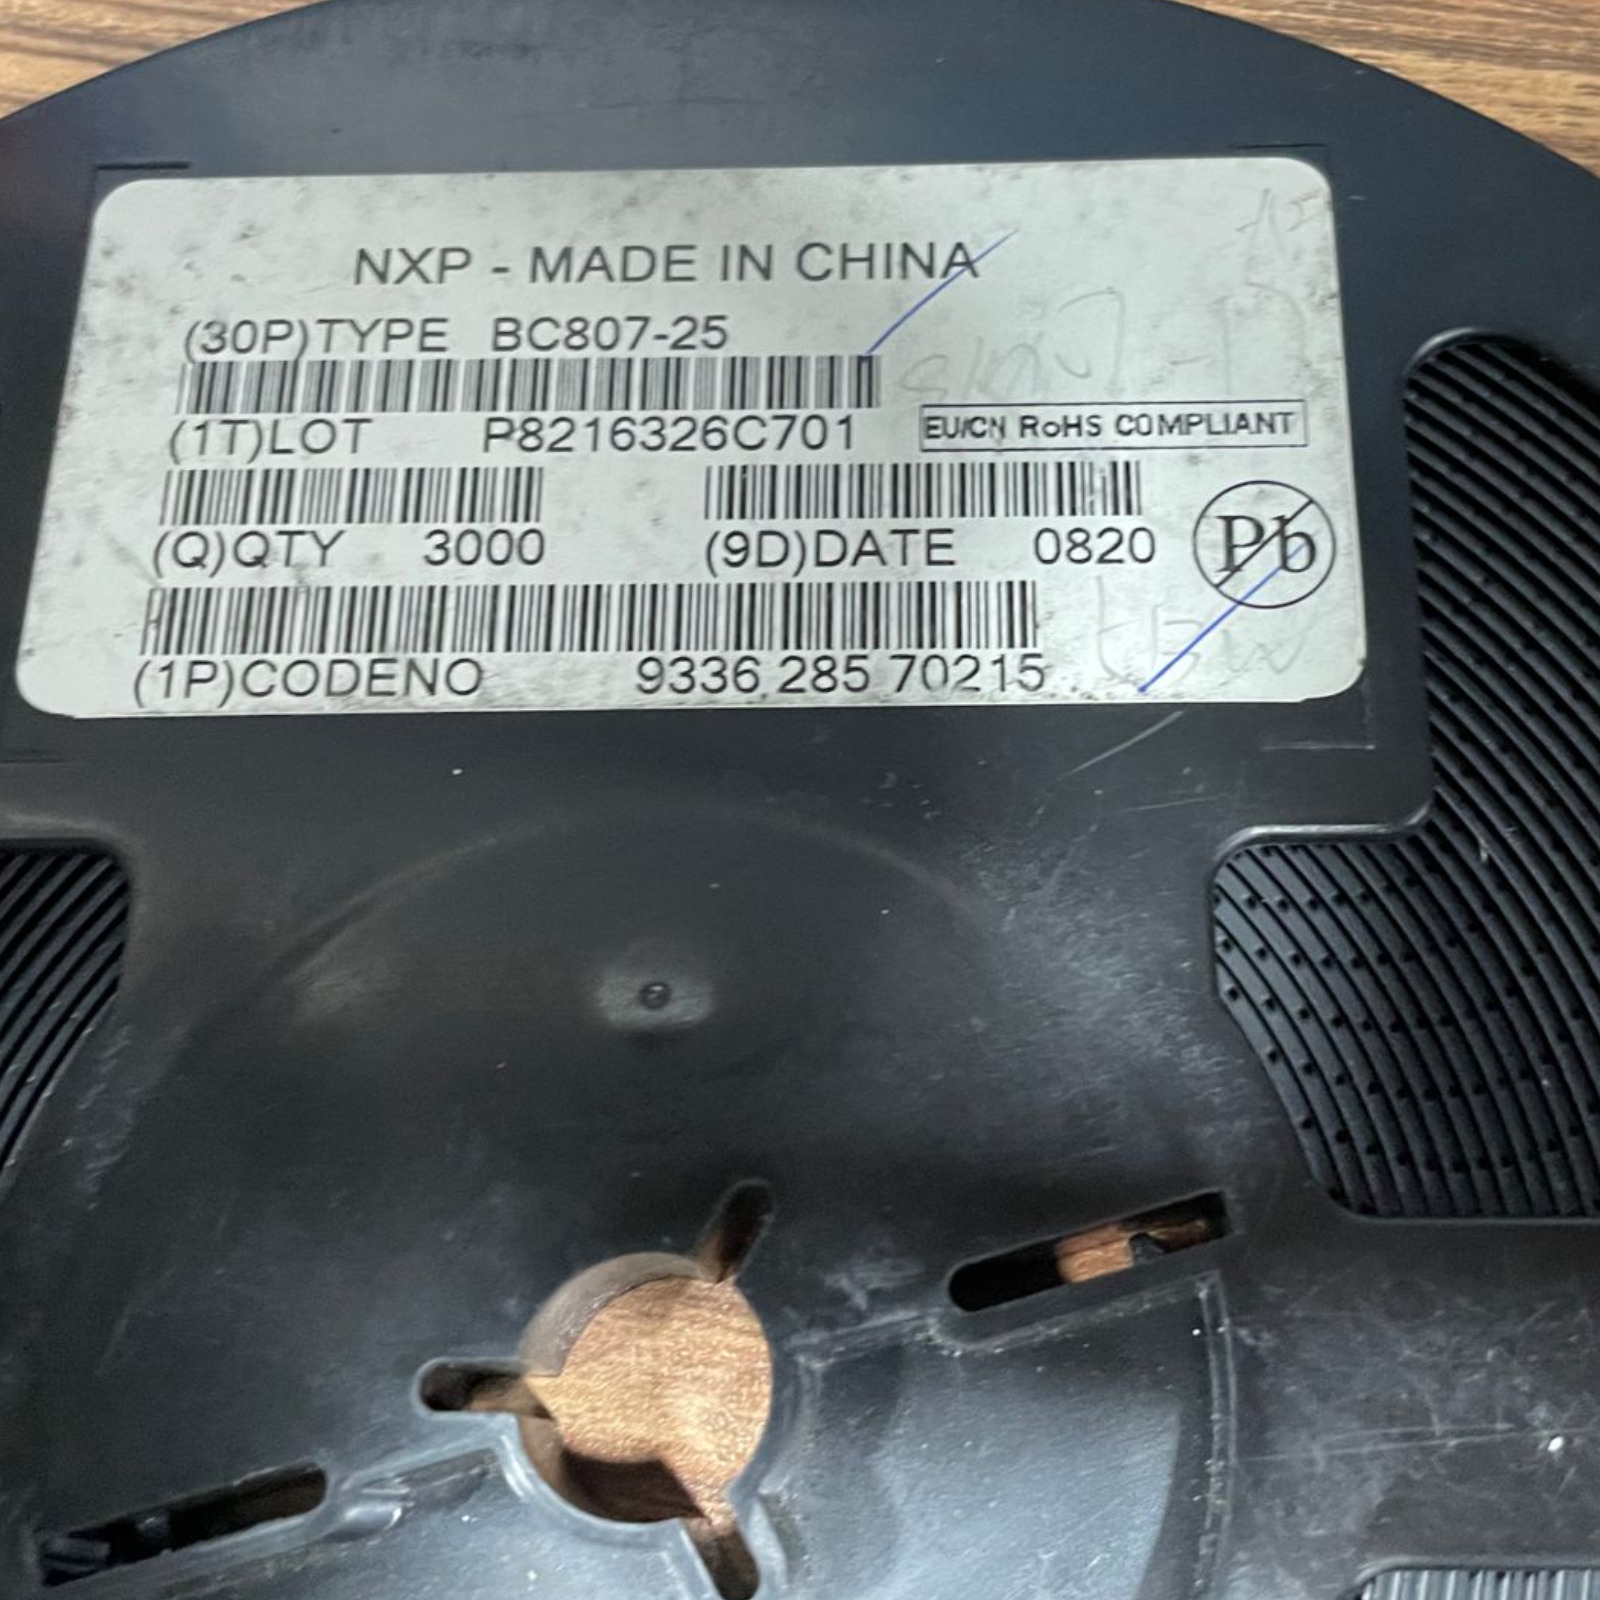 NXP - MADE IN CHINA
(30P)TYPE BC807-25
(1T)LOT P8216326C701
EU/CN RoHS COMPLIANT
(Q)QTY 3000 (9D)DATE 0820
Pb
(1P)CODENO 9336 285 70215